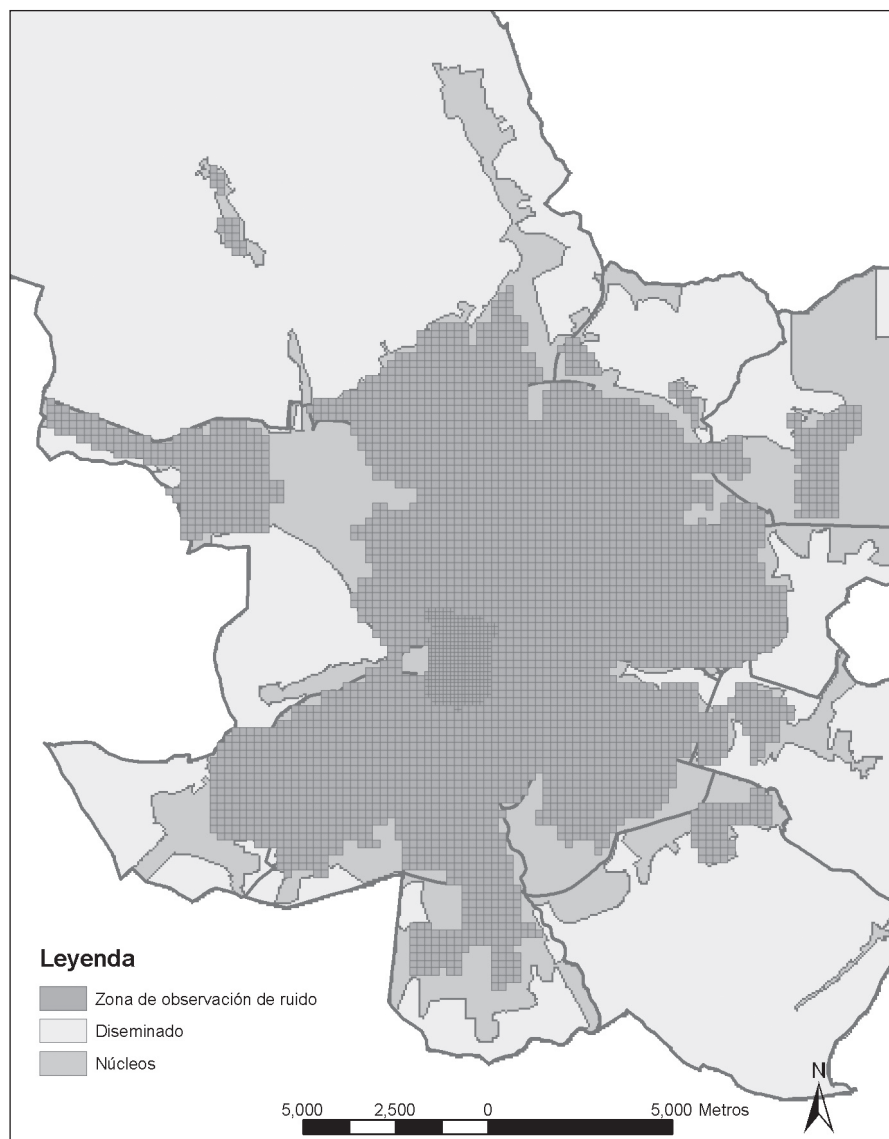 Leyenda
Zona de observación de ruido
Diseminado
Núcleos
N
5,000 2,500 0 5,000 Metros